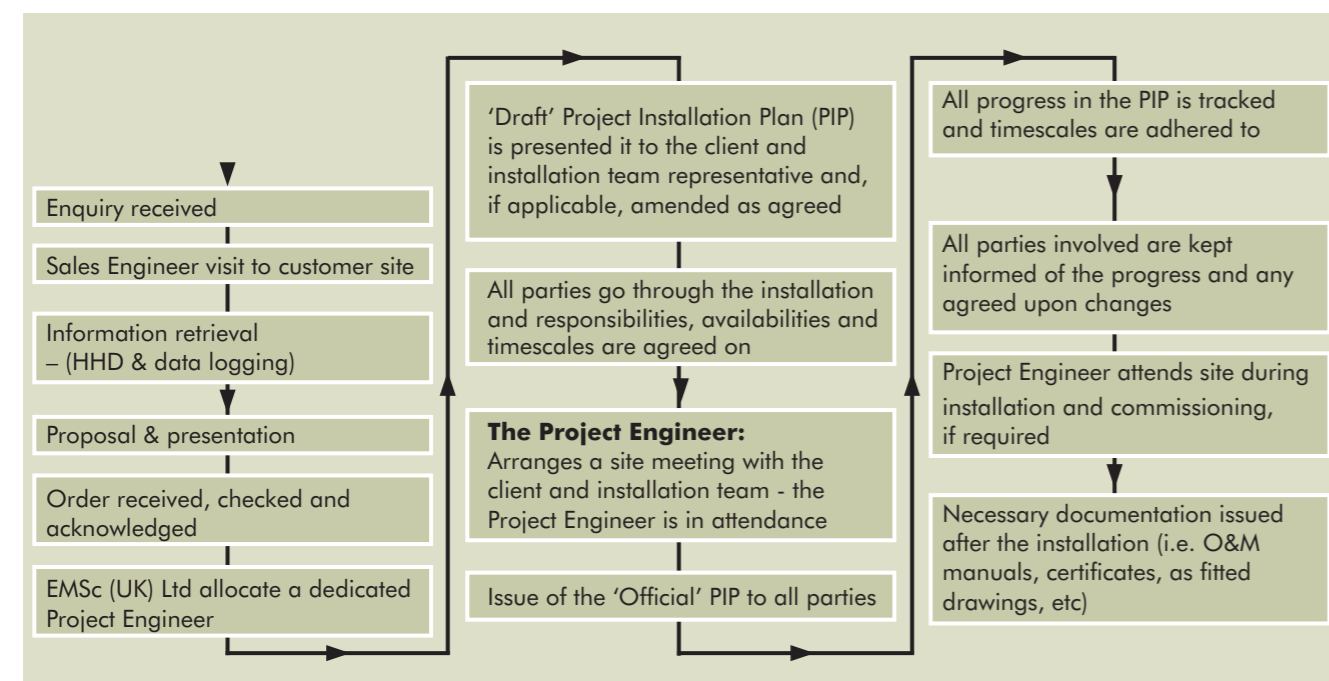 Enquiry received
Sales Engineer visit to customer site
Information retrieval
– (HHD & data logging)
Proposal & presentation
Order received, checked and
acknowledged
EMSc (UK) Ltd allocate a dedicated
Project Engineer
‘Draft’ Project Installation Plan (PIP)
is presented it to the client and
installation team representative and,
if applicable, amended as agreed
All parties go through the installation
and responsibilities, availabilities and
timescales are agreed on
The Project Engineer:
Arranges a site meeting with the
client and installation team - the
Project Engineer is in attendance
Issue of the ‘Official’ PIP to all parties
All progress in the PIP is tracked
and timescales are adhered to
All parties involved are kept
informed of the progress and any
agreed upon changes
Project Engineer attends site during
installation and commissioning,
if required
Necessary documentation issued
after the installation (i.e. O&M
manuals, certificates, as fitted
drawings, etc)